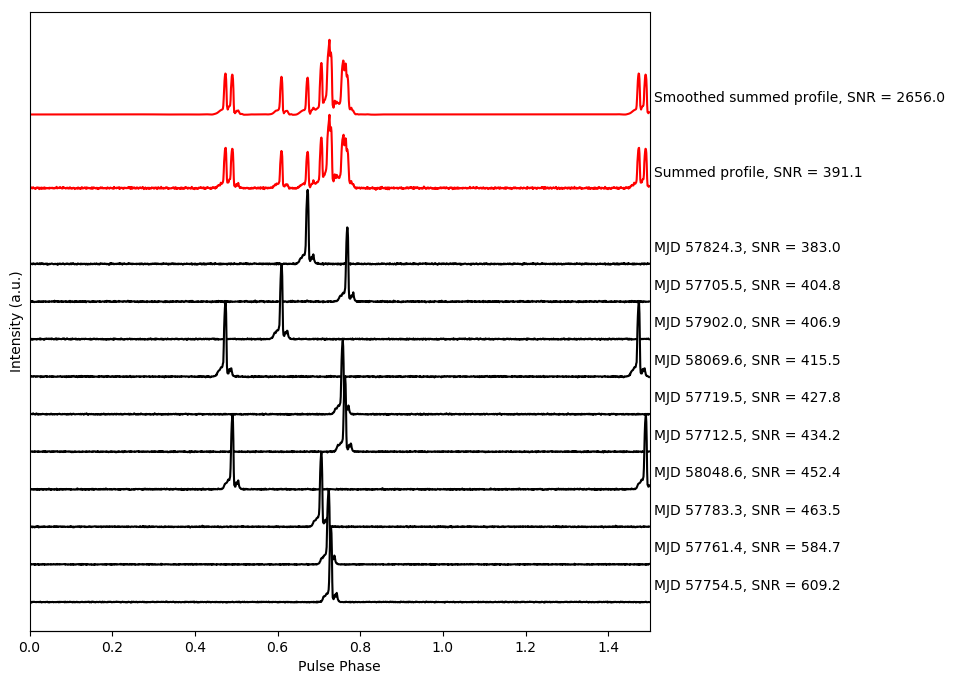 Smoothed summed profile, SNR = 2656.0
Summed profile, SNR = 391.1
MJD 57824.3, SNR = 383.0
MJD 57705.5, SNR = 404.8
MJD 57902.0, SNR = 406.9
MJD 58069.6, SNR = 415.5
MJD 57719.5, SNR = 427.8
MJD 57712.5, SNR = 434.2
MJD 58048.6, SNR = 452.4
MJD 57783.3, SNR = 463.5
MJD 57761.4, SNR = 584.7
MJD 57754.5, SNR = 609.2
Intensity (a.u.)
0.0 0.2 0.4 0.6 0.8 1.0 1.2 1.4
Pulse Phase